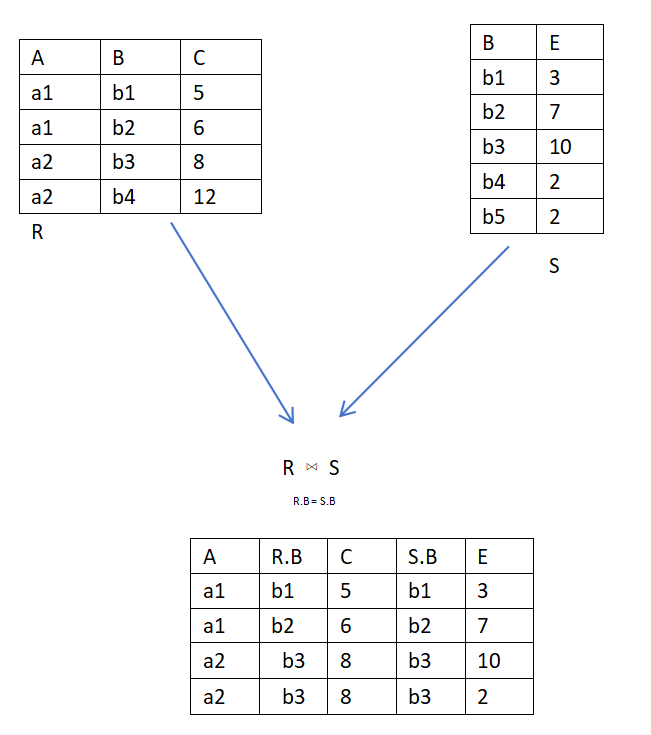 A B C
a1 b1 5
a1 b2 6
a2 b3 8
a2 b4 12
R
B E
b1 3
b2 7
b3 10
b4 2
b5 2
S
R ⋈ S
R.B= S.B
A R.B C S.B E
a1 b1 5 b1 3
a1 b2 6 b2 7
a2 b3 8 b3 10
a2 b3 8 b3 2